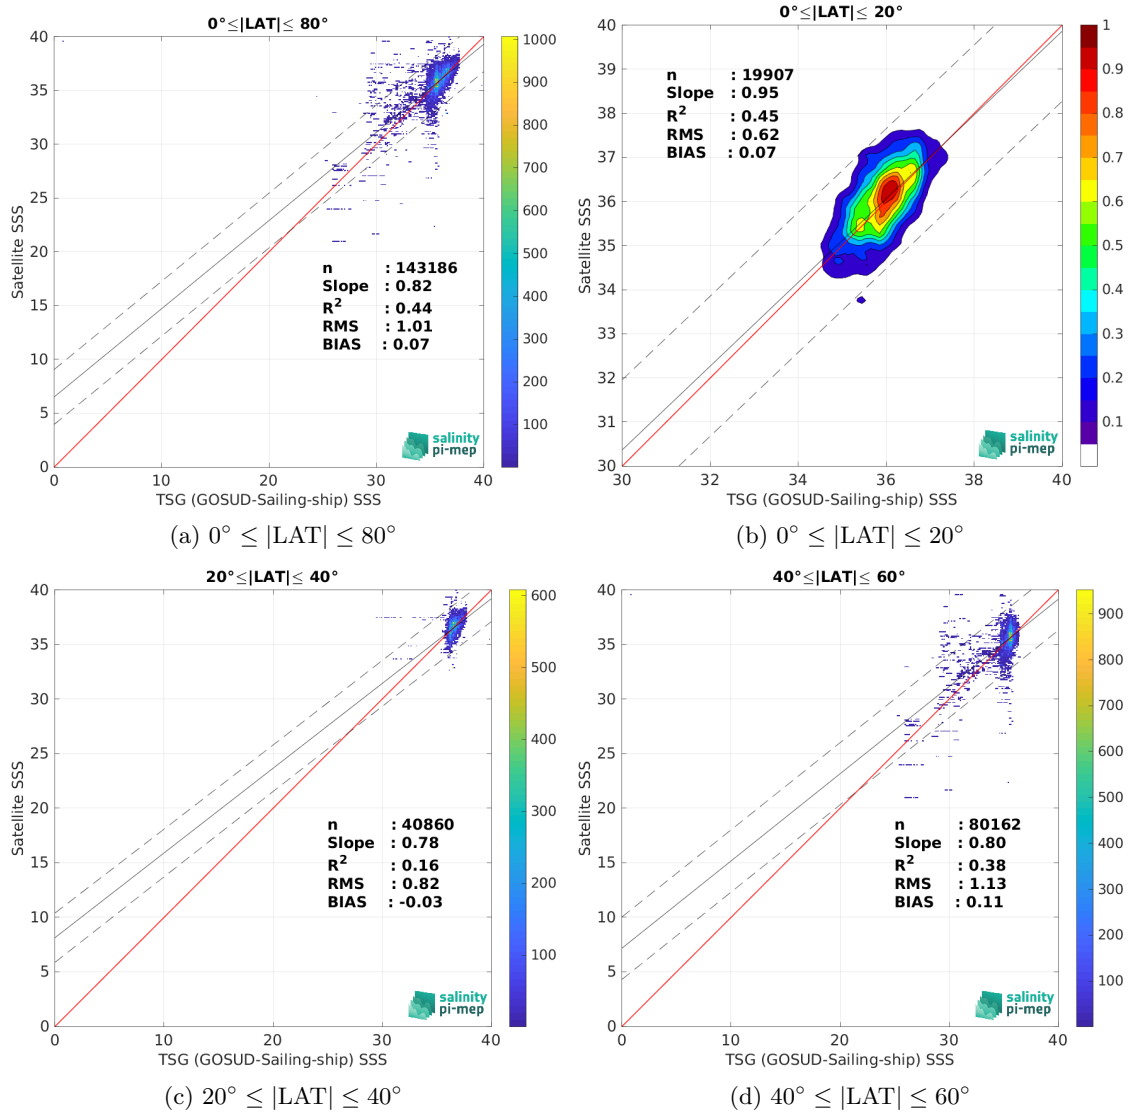 0°≤|LAT|≤ 80°
40
35
30
25
20
15
10
5
0
Satellite SSS
n : 143186
Slope : 0.82
R² : 0.44
RMS : 1.01
BIAS : 0.07
salinity
pi-mep
0 10 20 30 40
TSG (GOSUD-Sailing-ship) SSS
1000
900
800
700
600
500
400
300
200
100
(a) 0° ≤ |LAT| ≤ 80°
0°≤|LAT|≤ 20°
40
39
38
37
36
35
34
33
32
31
30
Satellite SSS
n : 19907
Slope : 0.95
R² : 0.45
RMS : 0.62
BIAS : 0.07
salinity
pi-mep
30 32 34 36 38 40
TSG (GOSUD-Sailing-ship) SSS
1
0.9
0.8
0.7
0.6
0.5
0.4
0.3
0.2
0.1
(b) 0° ≤ |LAT| ≤ 20°
20°≤|LAT|≤ 40°
40
35
30
25
20
15
10
5
0
Satellite SSS
n : 40860
Slope : 0.78
R² : 0.16
RMS : 0.82
BIAS : -0.03
salinity
pi-mep
0 10 20 30 40
TSG (GOSUD-Sailing-ship) SSS
600
500
400
300
200
100
(c) 20° ≤ |LAT| ≤ 40°
40°≤|LAT|≤ 60°
40
35
30
25
20
15
10
5
0
Satellite SSS
n : 80162
Slope : 0.80
R² : 0.38
RMS : 1.13
BIAS : 0.11
salinity
pi-mep
0 10 20 30 40
TSG (GOSUD-Sailing-ship) SSS
900
800
700
600
500
400
300
200
100
(d) 40° ≤ |LAT| ≤ 60°